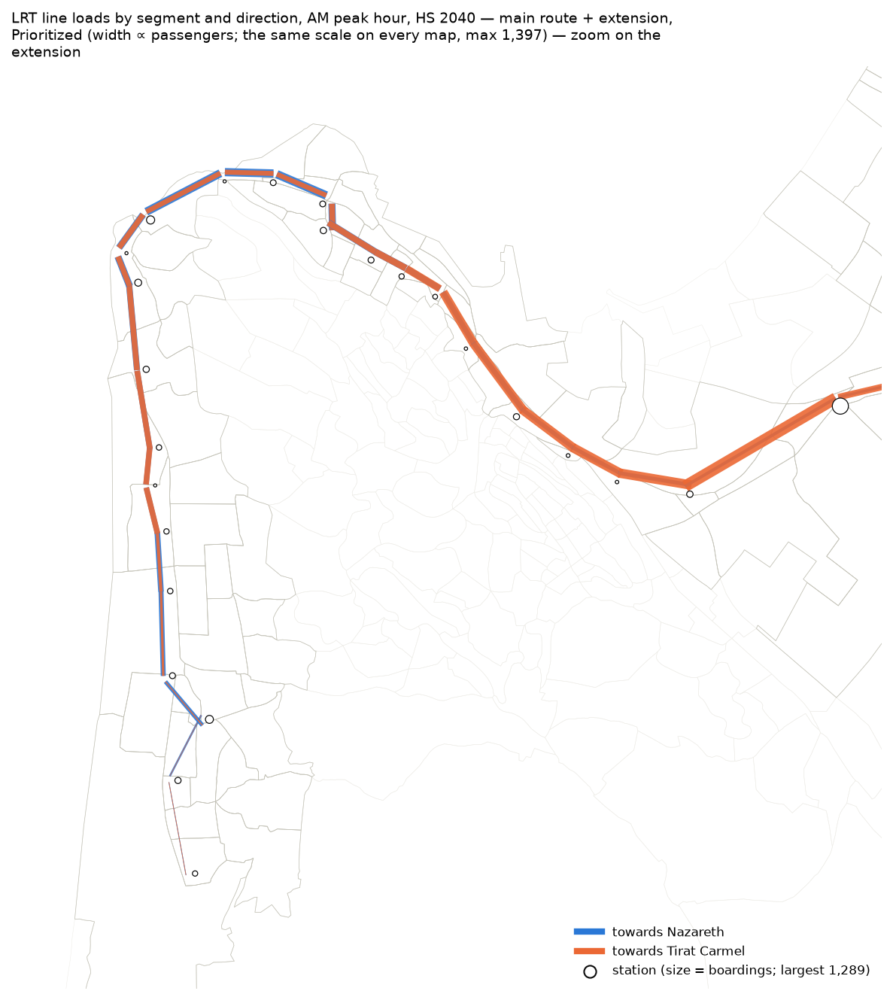 LRT line loads by segment and direction, AM peak hour, HS 2040 — main route + extension,
Prioritized (width ∝ passengers; the same scale on every map, max 1,397) — zoom on the
extension
towards Nazareth
towards Tirat Carmel
station (size = boardings; largest 1,289)